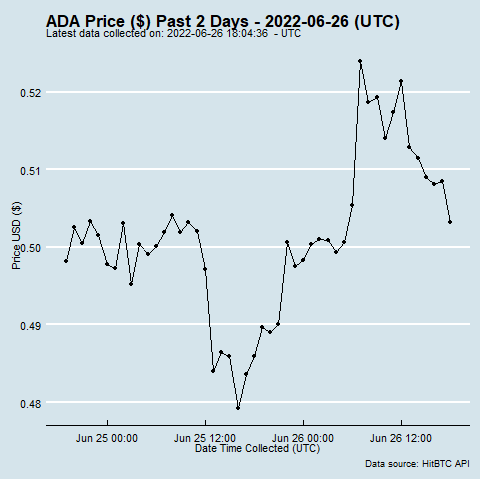 ADA Price ($) Past 2 Days - 2022-06-26 (UTC)
Latest data collected on: 2022-06-26 18:04:36  - UTC
Price USD ($)
0.52
0.51
0.50
0.49
0.48
Jun 25 00:00
Jun 25 12:00
Jun 26 00:00
Jun 26 12:00
Date Time Collected (UTC)
Data source: HitBTC API